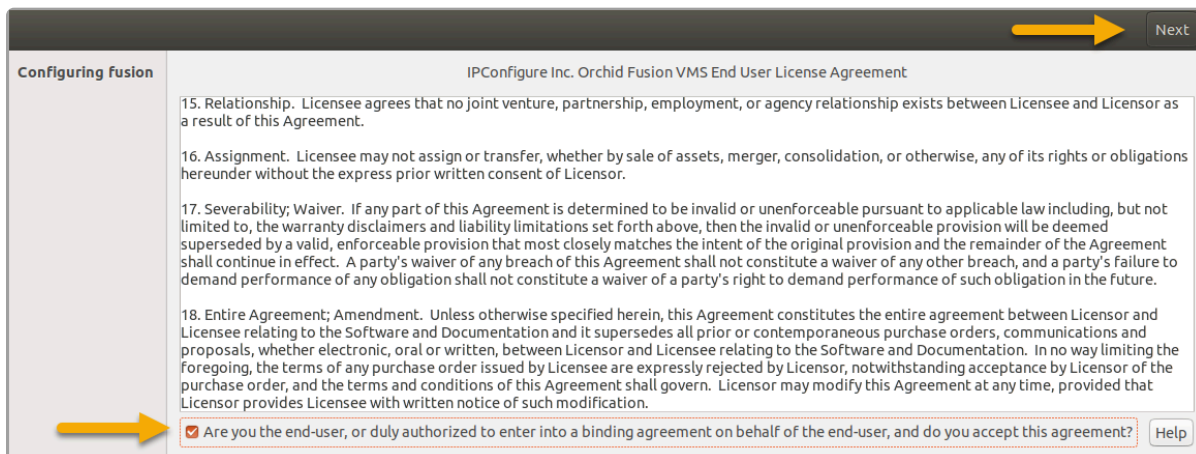 Next
Configuring fusion
IPConfigure Inc. Orchid Fusion VMS End User License Agreement
15. Relationship.  Licensee agrees that no joint venture, partnership, employment, or agency relationship exists between Licensee and Licensor as
a result of this Agreement.
16. Assignment.  Licensee may not assign or transfer, whether by sale of assets, merger, consolidation, or otherwise, any of its rights or obligations
hereunder without the express prior written consent of Licensor.
17. Severability; Waiver.  If any part of this Agreement is determined to be invalid or unenforceable pursuant to applicable law including, but not
limited to, the warranty disclaimers and liability limitations set forth above, then the invalid or unenforceable provision will be deemed
superseded by a valid, enforceable provision that most closely matches the intent of the original provision and the remainder of the Agreement
shall continue in effect.  A party's waiver of any breach of this Agreement shall not constitute a waiver of any other breach, and a party's failure to
demand performance of any obligation shall not constitute a waiver of a party's right to demand performance of such obligation in the future.
18. Entire Agreement; Amendment.  Unless otherwise specified herein, this Agreement constitutes the entire agreement between Licensor and
Licensee relating to the Software and Documentation and it supersedes all prior or contemporaneous purchase orders, communications and
proposals, whether electronic, oral or written, between Licensor and Licensee relating to the Software and Documentation.  In no way limiting the
foregoing, the terms of any purchase order issued by Licensee are expressly rejected by Licensor, notwithstanding acceptance by Licensor of the
purchase order, and the terms and conditions of this Agreement shall govern.  Licensor may modify this Agreement at any time, provided that
Licensor provides Licensee with written notice of such modification.
Are you the end-user, or duly authorized to enter into a binding agreement on behalf of the end-user, and do you accept this agreement?
Help